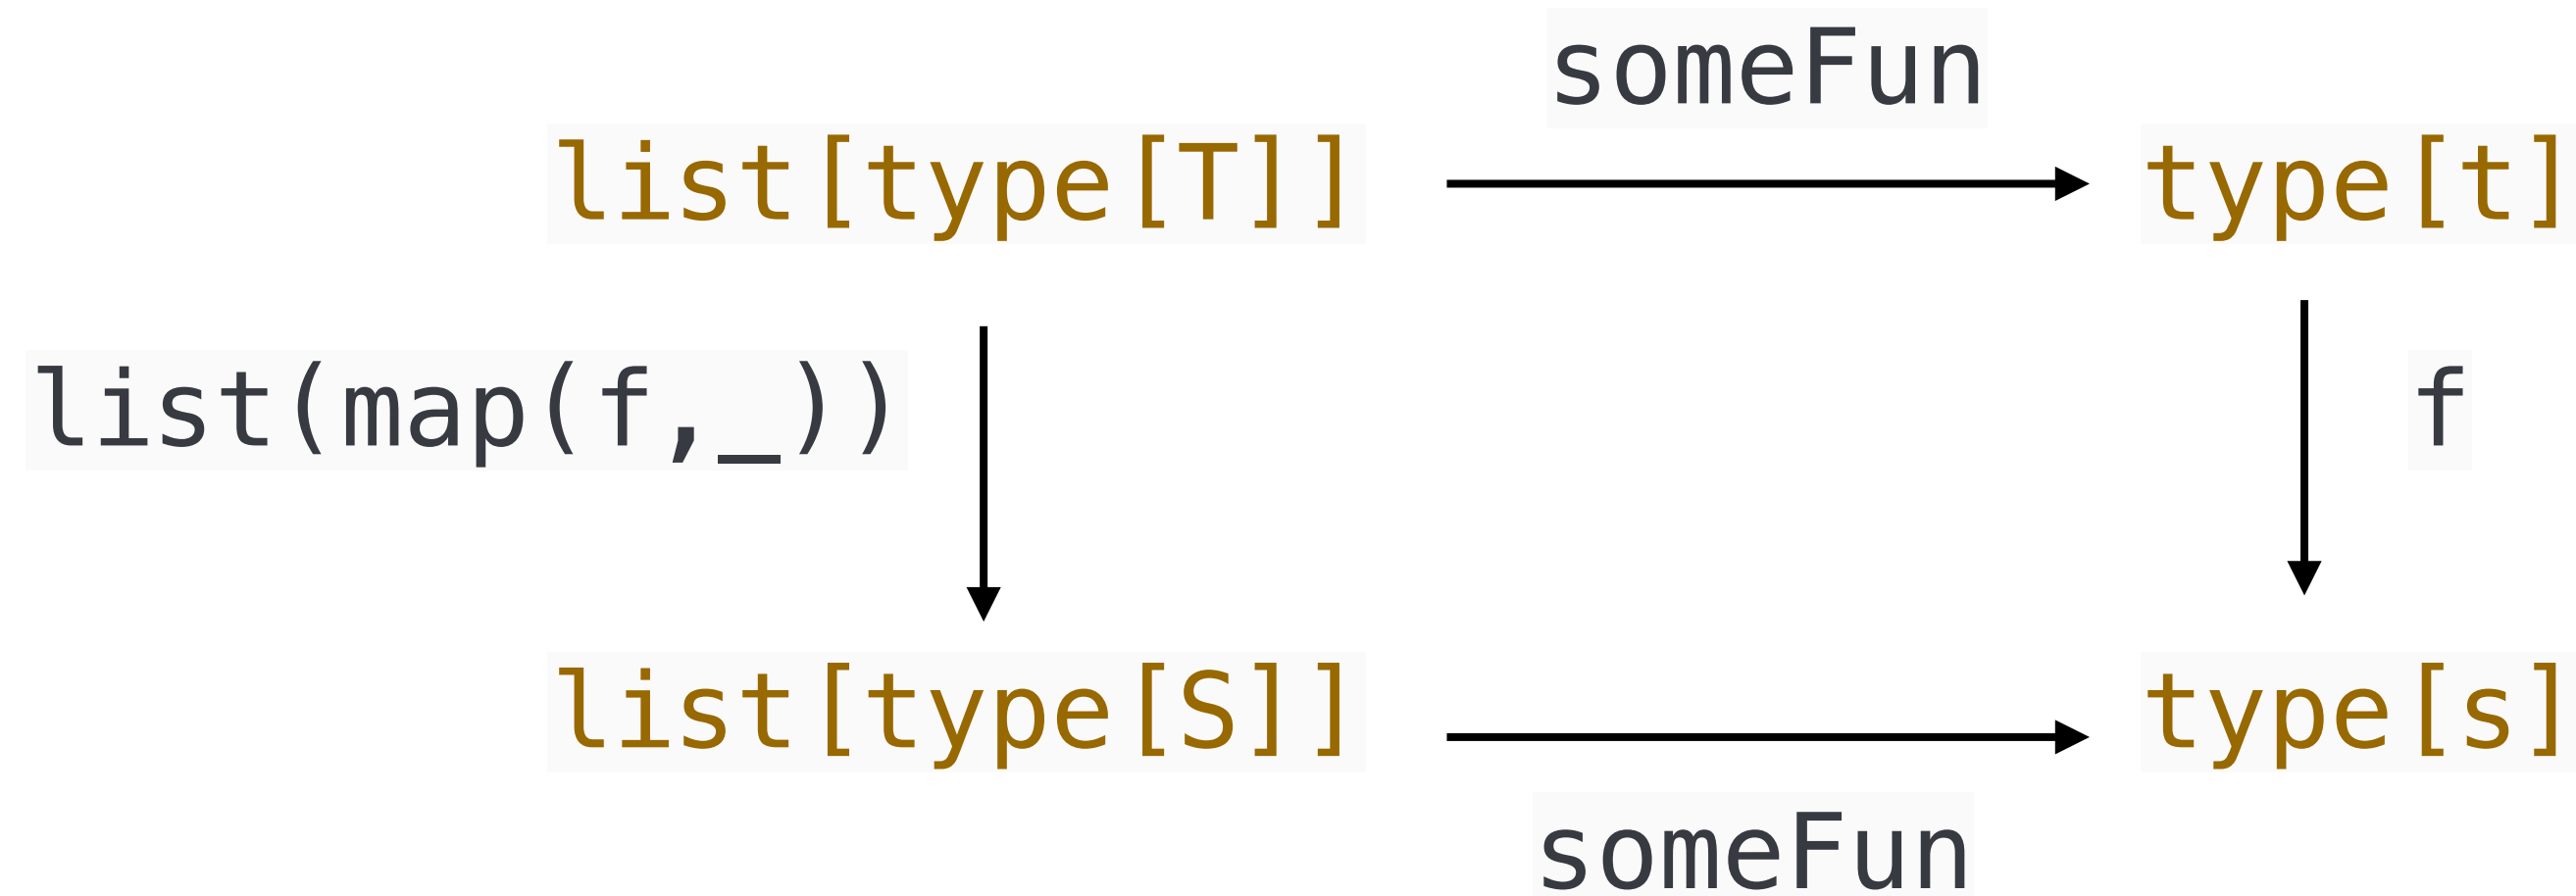 someFun
list[type[T]]
type[t]
list(map(f,_))
f
list[type[S]]
type[s]
someFun